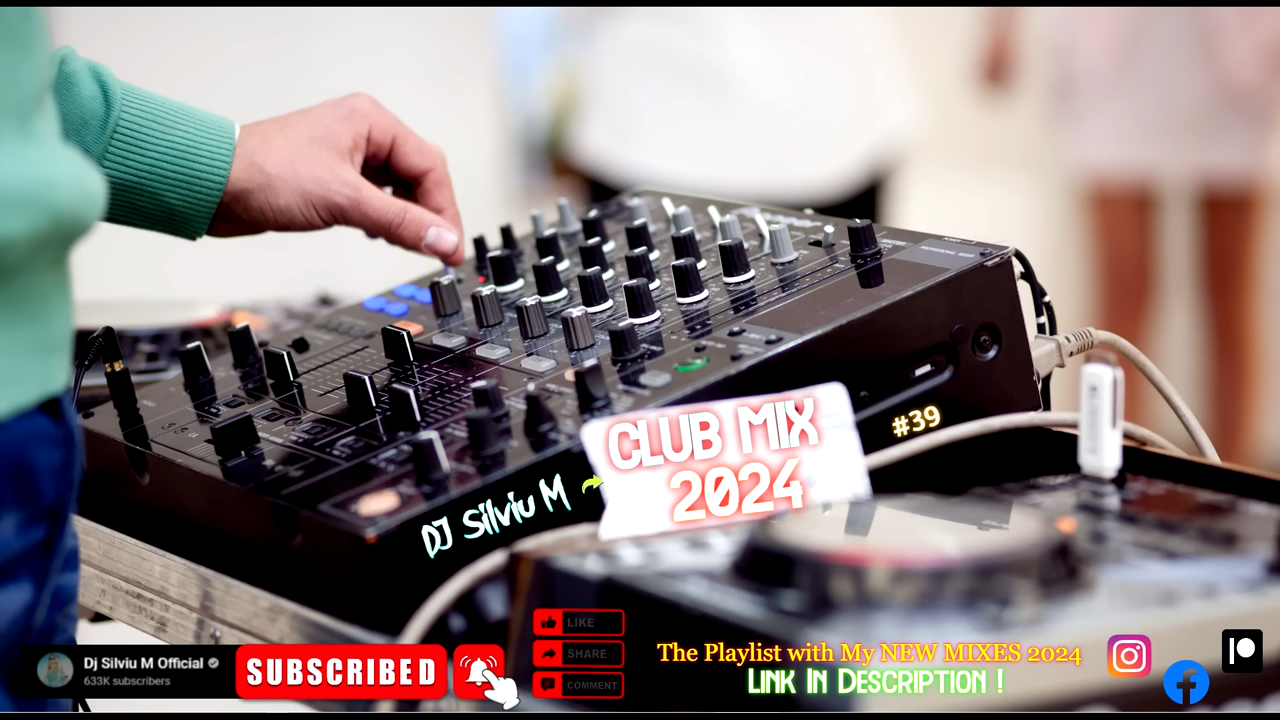 #39
CLUB MIX
2024
DJ Silviu M
LIKE
SHARE
COMMENT
Dj Silviu M Official
633K subscribers
SUBSCRIBED
The Playlist with My NEW MIXES 2024
LINK IN DESCRIPTION !